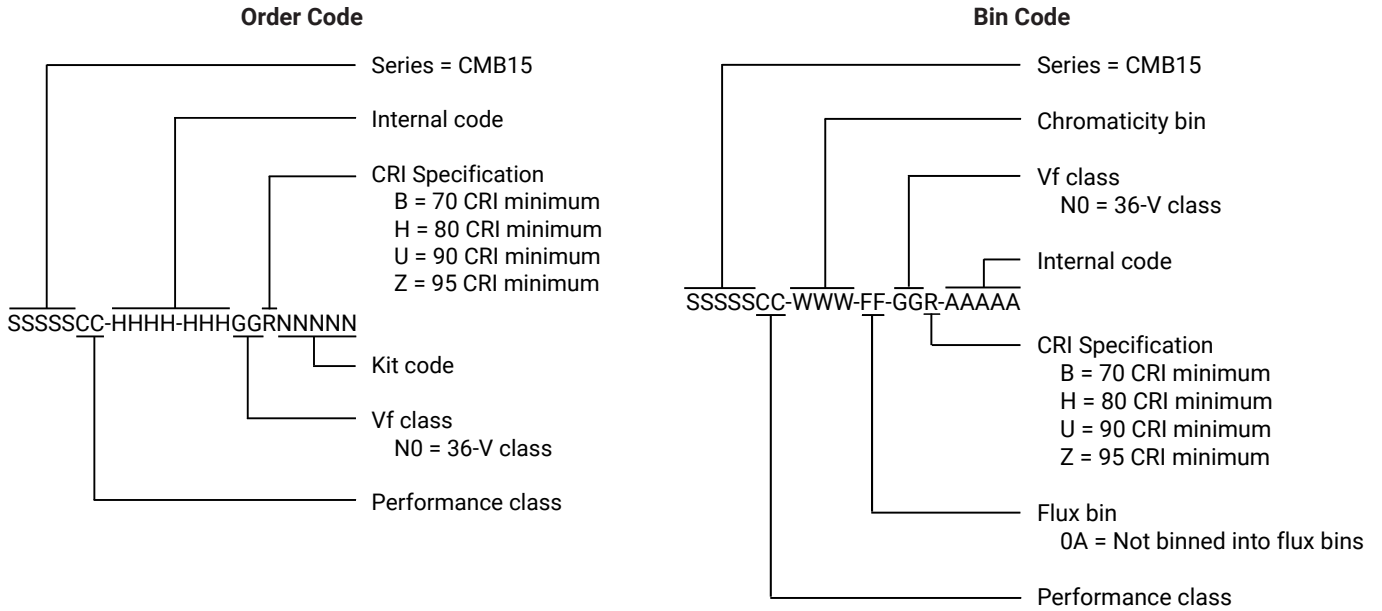 Order Code
Series = CMB15
Internal code
CRI Specification
B = 70 CRI minimum
H = 80 CRI minimum
U = 90 CRI minimum
Z = 95 CRI minimum
SSSSSCC-HHHH-HHHGGRNNNNN
Kit code
Vf class
N0 = 36-V class
Performance class
Bin Code
Series = CMB15
Chromaticity bin
Vf class
N0 = 36-V class
Internal code
SSSSSCC-WWW-FF-GGR-AAAAA
CRI Specification
B = 70 CRI minimum
H = 80 CRI minimum
U = 90 CRI minimum
Z = 95 CRI minimum
Flux bin
0A = Not binned into flux bins
Performance class